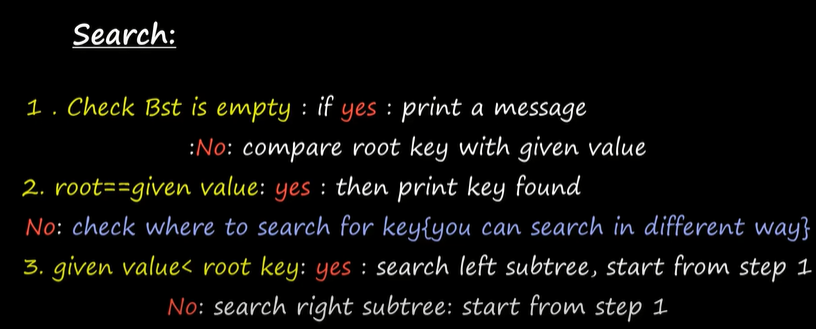 Search:
1 . Check Bst is empty : if yes : print a message
:No: compare root key with given value
2. root==given value: yes : then print key found
No: check where to search for key{you can search in different way}
3. given value< root key: yes : search left subtree, start from step 1
No: search right subtree: start from step 1